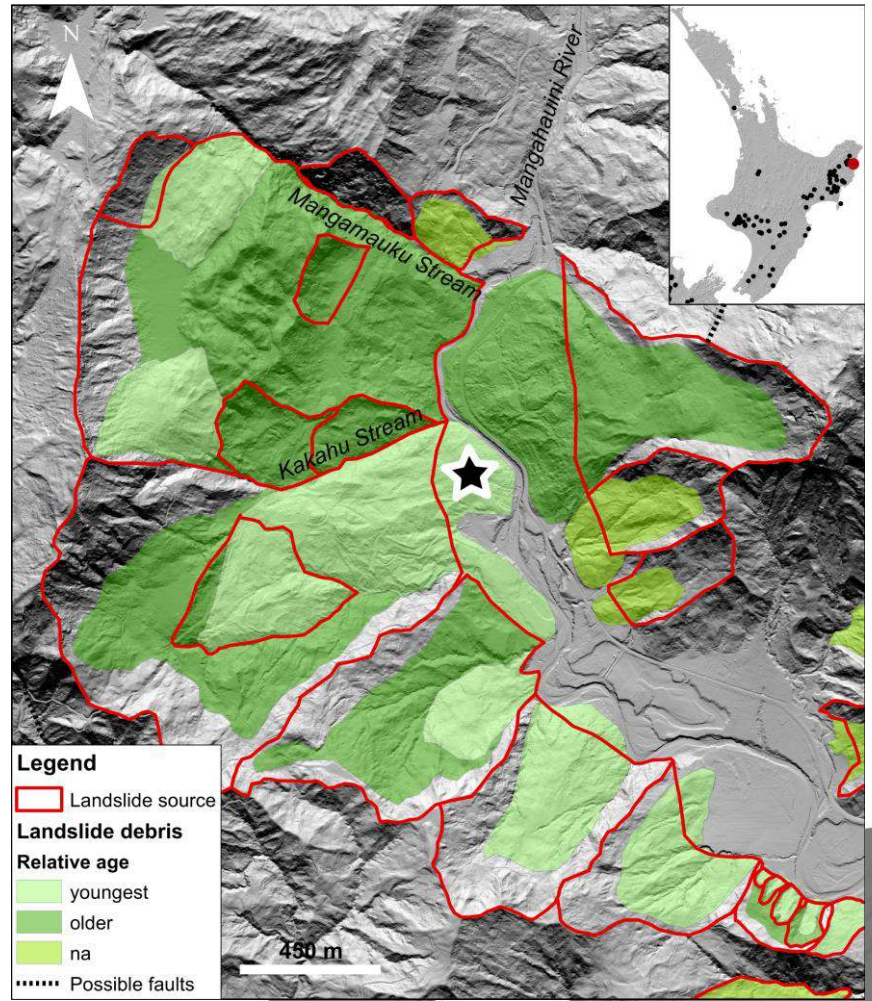 N
Mangahauini River
Mangamauku Stream
Kakahu Stream
Legend
Landslide source
Landslide debris
Relative age
youngest
older
na
Possible faults
450 m